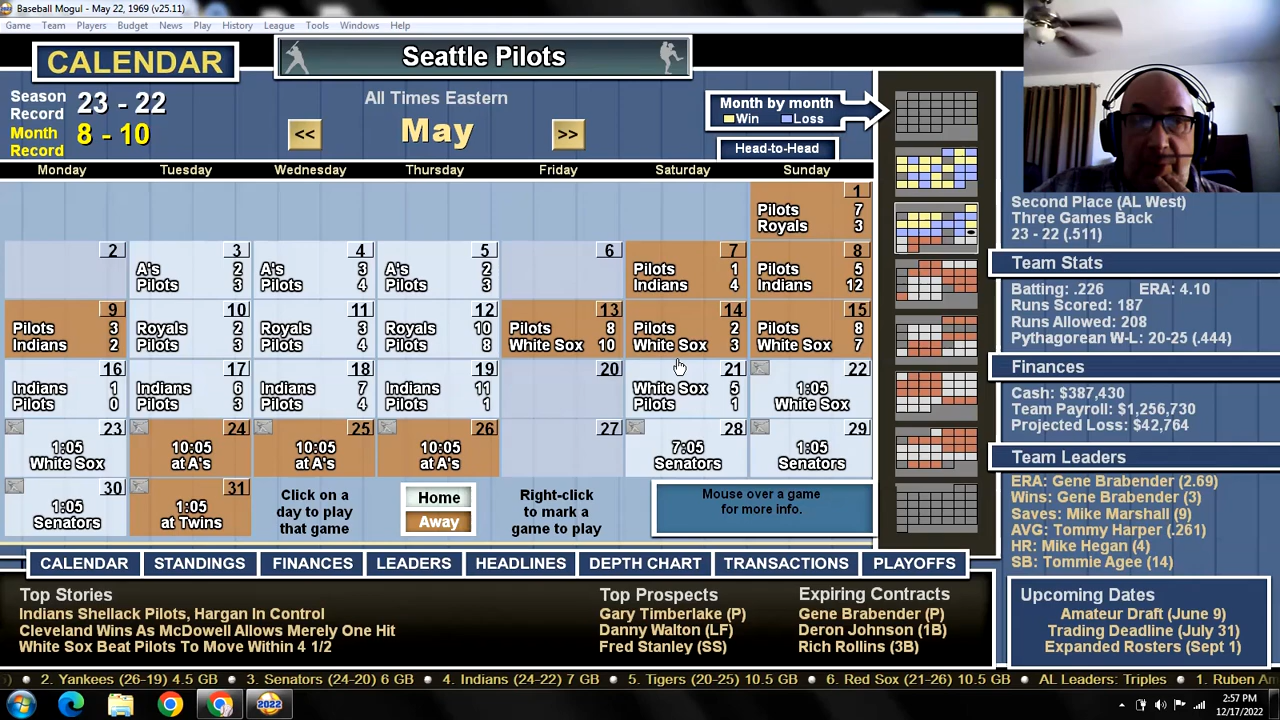 Baseball Mogul - May 22, 1969 (v25.11)
Game Team Players Budget News Play History League Tools Windows Help
CALENDAR
Seattle Pilots
Season Record 23 - 22
Month Record 8 - 10
All Times Eastern
<< May >>
Month by month
Win Loss
Head-to-Head
Monday Tuesday Wednesday Thursday Friday Saturday Sunday
1
Pilots 7
Royals 3
2 3 4 5 6 7 8
A's 2 A's 3 A's 2 Pilots 1 Pilots 5
Pilots 3 Pilots 4 Pilots 3 Indians 4 Indians 12
9 10 11 12 13 14 15
Pilots 3 Royals 2 Royals 3 Royals 10 Pilots 8 Pilots 2 Pilots 8
Indians 2 Pilots 3 Pilots 4 Pilots 8 White Sox 10 White Sox 3 White Sox 7
16 17 18 19 20 21 22
Indians 1 Indians 6 Indians 7 Indians 11 White Sox 5 1:05
Pilots 0 Pilots 3 Pilots 4 Pilots 1 Pilots 1 White Sox
23 24 25 26 27 28 29
1:05 10:05 10:05 10:05 7:05 1:05
White Sox at A's at A's at A's Senators Senators
30 31
1:05 1:05
Senators at Twins
Click on a
day to play
that game
Home
Away
Right-click
to mark a
game to play
Mouse over a game
for more info.
Second Place (AL West)
Three Games Back
23 - 22 (.511)
Team Stats
Batting: .226 ERA: 4.10
Runs Scored: 187
Runs Allowed: 208
Pythagorean W-L: 20-25 (.444)
Finances
Cash: $387,430
Team Payroll: $1,256,730
Projected Loss: $42,764
Team Leaders
ERA: Gene Brabender (2.69)
Wins: Gene Brabender (3)
Saves: Mike Marshall (9)
AVG: Tommy Harper (.261)
HR: Mike Hegan (4)
SB: Tommie Agee (14)
CALENDAR STANDINGS FINANCES LEADERS HEADLINES DEPTH CHART TRANSACTIONS PLAYOFFS
Top Stories
Indians Shellack Pilots, Hargan In Control
Cleveland Wins As McDowell Allows Merely One Hit
White Sox Beat Pilots To Move Within 4 1/2
Top Prospects
Gary Timberlake (P)
Danny Walton (LF)
Fred Stanley (SS)
Expiring Contracts
Gene Brabender (P)
Deron Johnson (1B)
Rich Rollins (3B)
Upcoming Dates
Amateur Draft (June 9)
Trading Deadline (July 31)
Expanded Rosters (Sept 1)
2. Yankees (26-19) 4.5 GB 3. Senators (24-20) 6 GB 4. Indians (24-22) 7 GB 5. Tigers (20-25) 10.5 GB 6. Red Sox (21-26) 10.5 GB AL Leaders: Triples 1. Ruben
2022
2:57 PM
12/17/2022